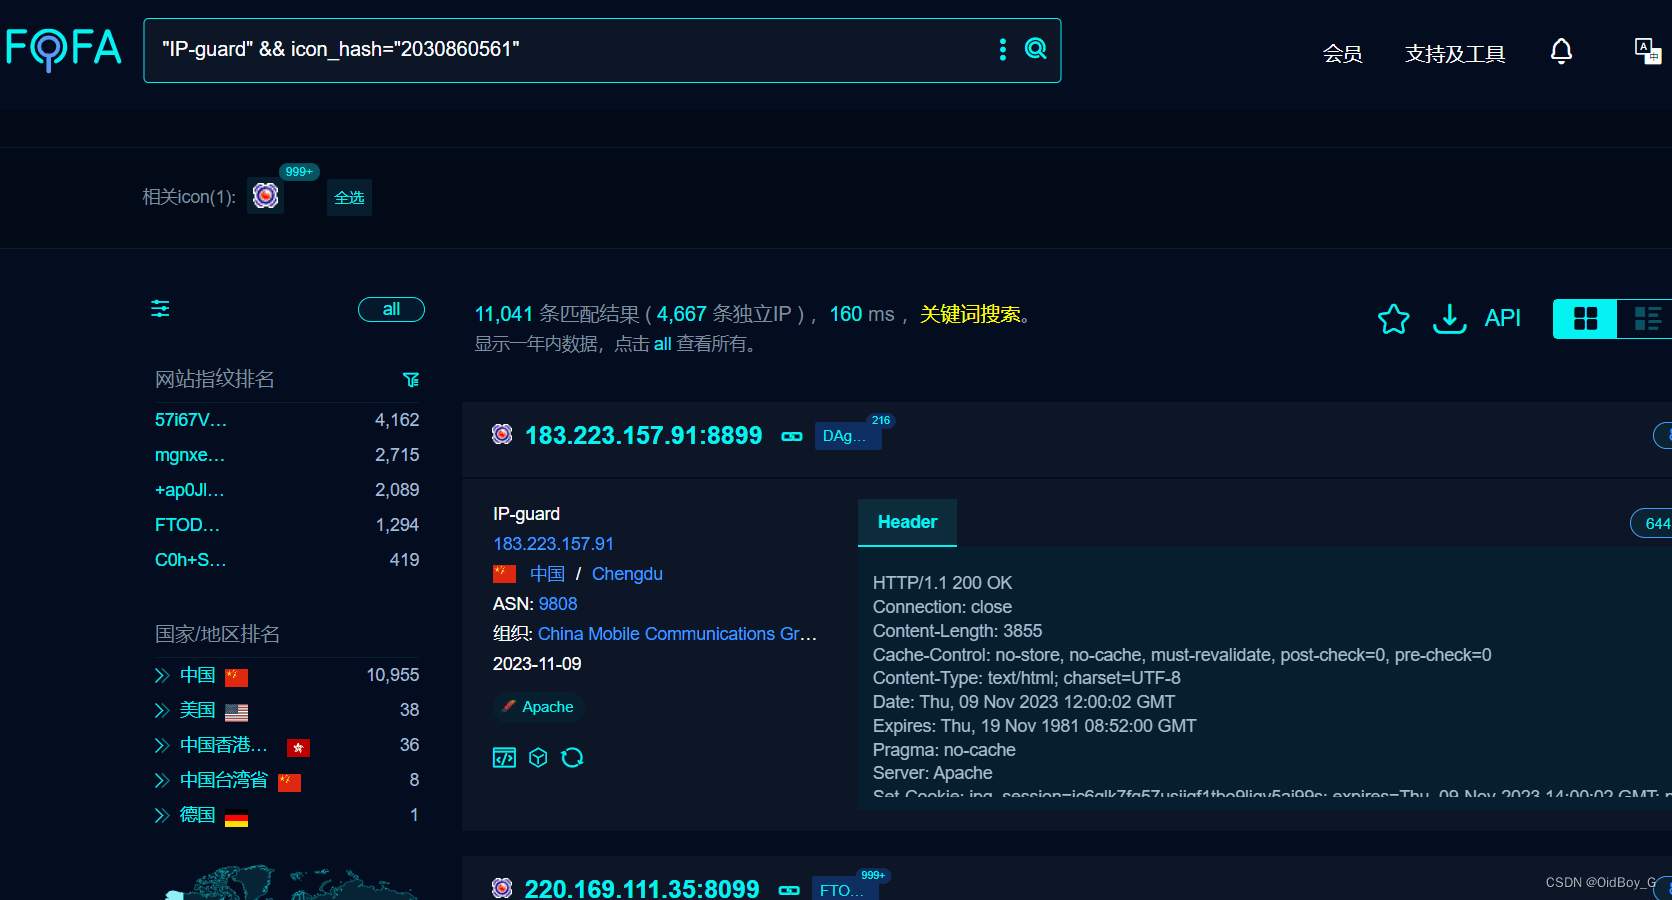 FOFA
"IP-guard" && icon_hash="2030860561"
会员
支持及工具
相关icon(1):
999+
全选
all
11,041 条匹配结果 ( 4,667 条独立IP ) ，160 ms ，关键词搜索。
显示一年内数据，点击 all 查看所有。
API
网站指纹排名
57i67V... 4,162
mgnxe... 2,715
+ap0Jl... 2,089
FTOD... 1,294
C0h+S... 419
国家/地区排名
中国 10,955
美国 38
中国香港... 36
中国台湾省 8
德国 1
183.223.157.91:8899
DAg...
216
IP-guard
183.223.157.91
中国 / Chengdu
ASN: 9808
组织: China Mobile Communications Gr...
2023-11-09
Apache
Header
644
HTTP/1.1 200 OK
Connection: close
Content-Length: 3855
Cache-Control: no-store, no-cache, must-revalidate, post-check=0, pre-check=0
Content-Type: text/html; charset=UTF-8
Date: Thu, 09 Nov 2023 12:00:02 GMT
Expires: Thu, 19 Nov 1981 08:52:00 GMT
Pragma: no-cache
Server: Apache
220.169.111.35:8099
FTO...
999+
CSDN @OidBoy_G